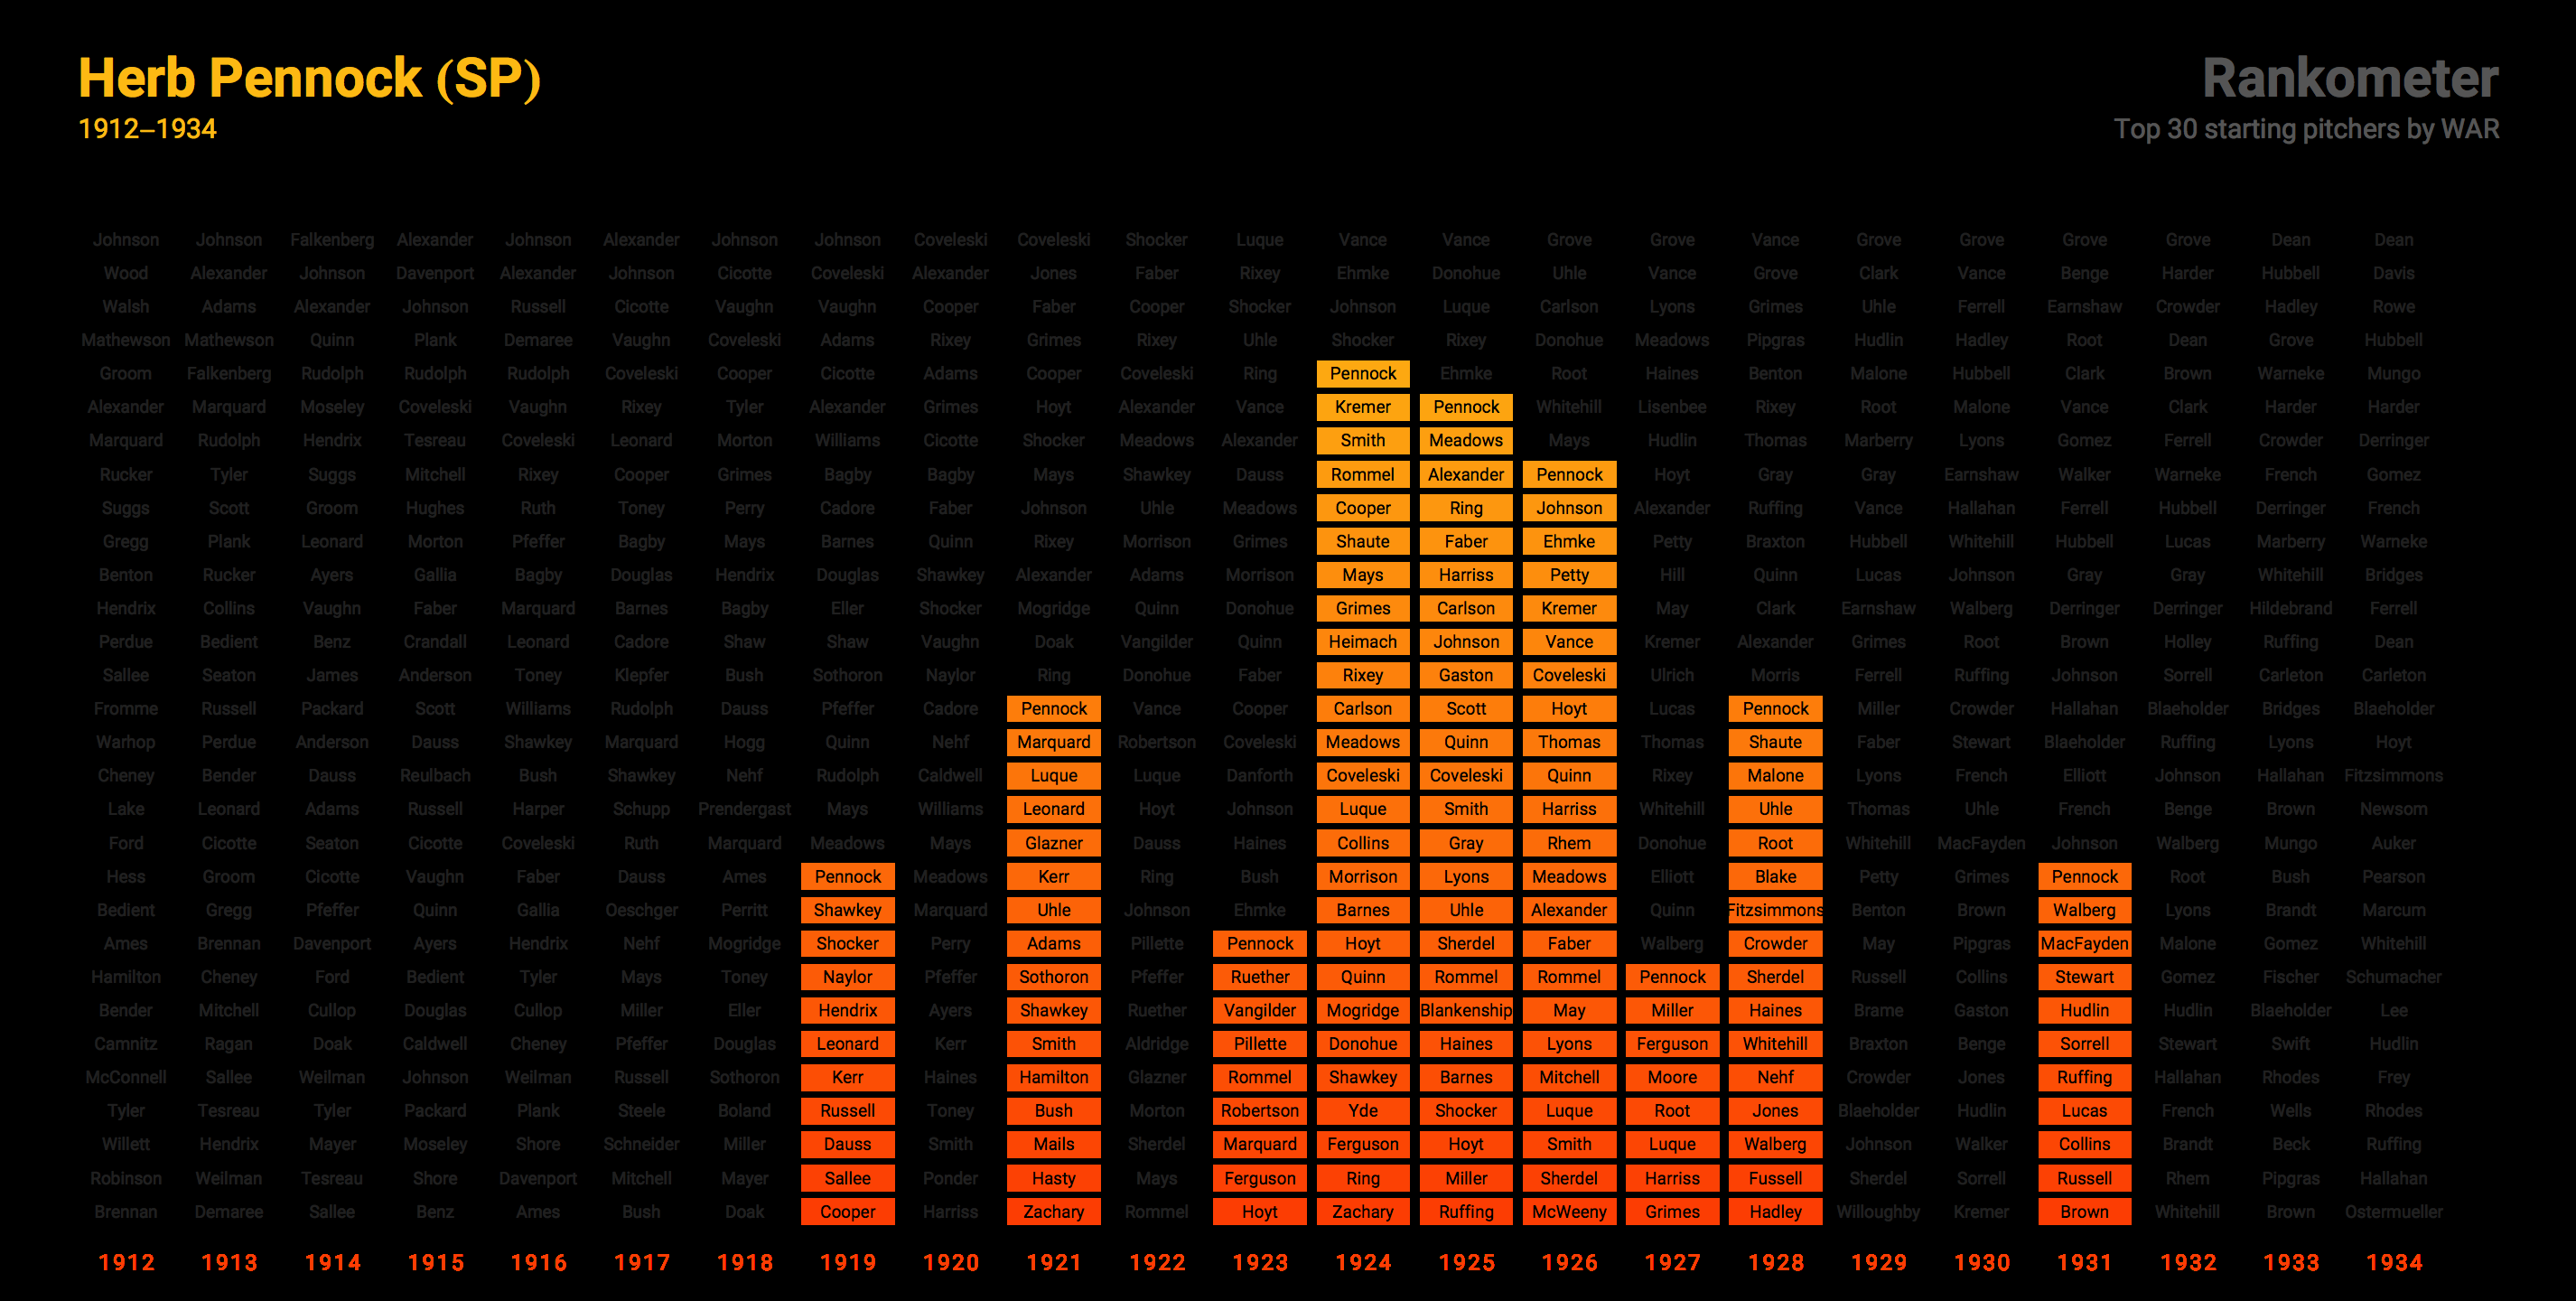 Herb Pennock (SP)
1912–1934
Rankometer
Top 30 starting pitchers by WAR
Johnson Johnson Falkenberg Alexander Johnson Alexander Johnson Johnson Coveleski Coveleski Shocker Luque Vance Vance Grove Grove Vance Grove Grove Grove Grove Dean Dean
Wood Alexander Johnson Davenport Alexander Johnson Cicotte Coveleski Alexander Jones Faber Rixey Ehmke Donohue Uhle Vance Grove Clark Vance Benge Harder Hubbell Davis
Walsh Adams Alexander Johnson Russell Cicotte Vaughn Vaughn Cooper Faber Cooper Shocker Johnson Luque Carlson Lyons Grimes Uhle Ferrell Earnshaw Crowder Hadley Rowe
Mathewson Mathewson Quinn Plank Demaree Vaughn Coveleski Adams Rixey Grimes Rixey Uhle Shocker Rixey Donohue Meadows Pipgras Hudlin Hadley Root Dean Grove Hubbell
Groom Falkenberg Rudolph Rudolph Rudolph Coveleski Cooper Cicotte Adams Cooper Coveleski Ring Pennock Ehmke Root Haines Benton Malone Hubbell Clark Brown Warneke Mungo
Alexander Marquard Moseley Coveleski Vaughn Rixey Tyler Alexander Grimes Hoyt Alexander Vance Kremer Pennock Whitehill Lisenbee Rixey Root Malone Vance Clark Harder Harder
Marquard Rudolph Hendrix Tesreau Coveleski Leonard Morton Williams Cicotte Shocker Meadows Alexander Smith Meadows Mays Hudlin Thomas Marberry Lyons Gomez Ferrell Crowder Derringer
Rucker Tyler Suggs Mitchell Rixey Cooper Grimes Bagby Bagby Mays Shawkey Dauss Rommel Alexander Pennock Hoyt Gray Gray Earnshaw Walker Warneke French Gomez
Suggs Scott Groom Hughes Ruth Toney Perry Cadore Faber Johnson Uhle Meadows Cooper Ring Johnson Alexander Ruffing Vance Hallahan Ferrell Hubbell Derringer French
Gregg Plank Leonard Morton Pfeffer Bagby Mays Barnes Quinn Rixey Morrison Grimes Shaute Faber Ehmke Petty Braxton Hubbell Whitehill Hubbell Lucas Marberry Warneke
Benton Rucker Ayers Gallia Bagby Douglas Hendrix Douglas Shawkey Alexander Adams Morrison Mays Harriss Petty Hill Quinn Lucas Johnson Gray Gray Whitehill Bridges
Hendrix Collins Vaughn Faber Marquard Barnes Bagby Eller Shocker Mogridge Quinn Donohue Grimes Carlson Kremer May Clark Earnshaw Walberg Derringer Derringer Hildebrand Ferrell
Perdue Bedient Benz Crandall Leonard Cadore Shaw Shaw Vaughn Doak Vangilder Quinn Heimach Johnson Vance Kremer Alexander Grimes Root Brown Holley Ruffing Dean
Sallee Seaton James Anderson Toney Klepfer Bush Sothoron Naylor Ring Donohue Faber Rixey Gaston Coveleski Ulrich Morris Ferrell Ruffing Johnson Sorrell Carleton Carleton
Fromme Russell Packard Scott Williams Rudolph Dauss Pfeffer Cadore Pennock Vance Cooper Carlson Scott Hoyt Lucas Pennock Miller Crowder Hallahan Blaeholder Bridges Blaeholder
Warhop Perdue Anderson Dauss Shawkey Marquard Hogg Quinn Nehf Marquard Robertson Coveleski Meadows Quinn Thomas Thomas Shaute Faber Stewart Blaeholder Ruffing Lyons Hoyt
Cheney Bender Dauss Reulbach Bush Shawkey Nehf Rudolph Caldwell Luque Luque Danforth Coveleski Coveleski Quinn Rixey Malone Lyons French Elliott Johnson Hallahan Fitzsimmons
Lake Leonard Adams Russell Harper Schupp Prendergast Mays Williams Leonard Hoyt Johnson Luque Smith Harriss Whitehill Uhle Thomas Uhle French Benge Brown Newsom
Ford Cicotte Seaton Cicotte Coveleski Ruth Marquard Meadows Mays Glazner Dauss Haines Collins Gray Rhem Donohue Root Whitehill MacFayden Johnson Walberg Mungo Auker
Hess Groom Cicotte Vaughn Faber Dauss Ames Pennock Meadows Kerr Ring Bush Morrison Lyons Meadows Elliott Blake Petty Grimes Pennock Root Bush Pearson
Bedient Gregg Pfeffer Quinn Gallia Oeschger Perritt Shawkey Marquard Uhle Johnson Ehmke Barnes Uhle Alexander Quinn Fitzsimmons Benton Brown Walberg Lyons Brandt Marcum
Ames Brennan Davenport Ayers Hendrix Nehf Mogridge Shocker Perry Adams Pillette Pennock Hoyt Sherdel Faber Walberg Crowder May Pipgras MacFayden Malone Gomez Whitehill
Hamilton Cheney Ford Bedient Tyler Mays Toney Naylor Pfeffer Sothoron Pfeffer Ruether Quinn Rommel Rommel Pennock Sherdel Russell Collins Stewart Gomez Fischer Schumacher
Bender Mitchell Cullop Douglas Cullop Miller Eller Hendrix Ayers Shawkey Ruether Vangilder Mogridge Blankenship May Miller Haines Brame Gaston Hudlin Hudlin Blaeholder Lee
Camnitz Ragan Doak Caldwell Cheney Pfeffer Douglas Leonard Kerr Smith Aldridge Pillette Donohue Haines Lyons Ferguson Whitehill Braxton Benge Sorrell Stewart Swift Hudlin
McConnell Sallee Weilman Johnson Weilman Russell Sothoron Kerr Haines Hamilton Glazner Rommel Shawkey Barnes Mitchell Moore Nehf Crowder Jones Ruffing Hallahan Rhodes Frey
Tyler Tesreau Tyler Packard Plank Steele Boland Russell Toney Bush Morton Robertson Yde Shocker Luque Root Jones Blaeholder Hudlin Lucas French Wells Rhodes
Willett Hendrix Mayer Moseley Shore Schneider Miller Dauss Smith Mails Sherdel Marquard Ferguson Hoyt Smith Luque Walberg Johnson Walker Collins Brandt Beck Ruffing
Robinson Weilman Tesreau Shore Davenport Mitchell Mayer Sallee Ponder Hasty Mays Ferguson Ring Miller Sherdel Harriss Fussell Sherdel Sorrell Russell Rhem Pipgras Hallahan
Brennan Demaree Sallee Benz Ames Bush Doak Cooper Harriss Zachary Rommel Hoyt Zachary Ruffing McWeeny Grimes Hadley Willoughby Kremer Brown Whitehill Brown Ostermueller
1912 1913 1914 1915 1916 1917 1918 1919 1920 1921 1922 1923 1924 1925 1926 1927 1928 1929 1930 1931 1932 1933 1934